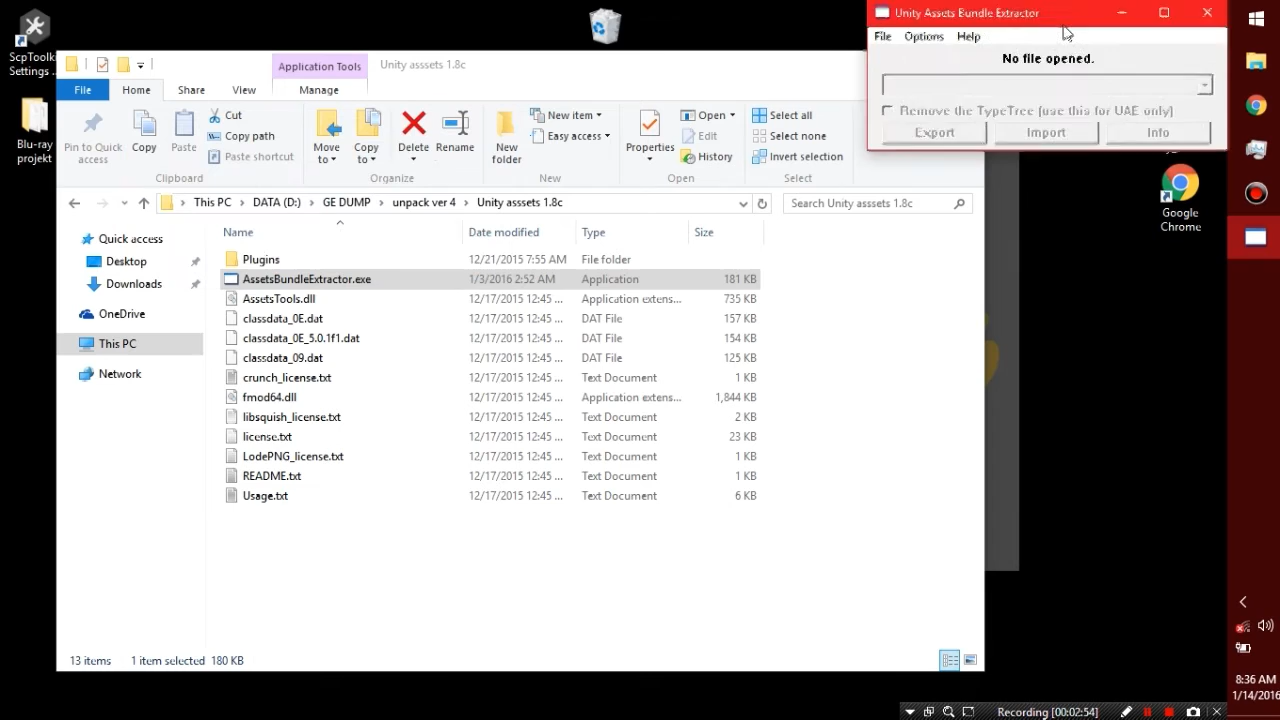 ScpToolkit
Settings ...
Blu-ray
projekt
Application Tools
Unity asssets 1.8c
File
Home
Share
View
Manage
Pin to Quick
access
Copy
Paste
Cut
Copy path
Paste shortcut
Clipboard
Move
to
Copy
to
Delete
Rename
Organize
New
folder
New item
Easy access
New
Properties
Open
Edit
History
Open
Select all
Select none
Invert selection
Select
This PC
DATA (D:)
GE DUMP
unpack ver 4
Unity asssets 1.8c
Search Unity asssets 1.8c
Quick access
Desktop
Downloads
OneDrive
This PC
Network
Name Date modified Type Size
Plugins 12/21/2015 7:55 AM File folder
AssetsBundleExtractor.exe 1/3/2016 2:52 AM Application 181 KB
AssetsTools.dll 12/17/2015 12:45 ... Application extens... 735 KB
classdata_0E.dat 12/17/2015 12:45 ... DAT File 157 KB
classdata_0E_5.0.1f1.dat 12/17/2015 12:45 ... DAT File 154 KB
classdata_09.dat 12/17/2015 12:45 ... DAT File 125 KB
crunch_license.txt 12/17/2015 12:45 ... Text Document 1 KB
fmod64.dll 12/17/2015 12:45 ... Application extens... 1,844 KB
libsquish_license.txt 12/17/2015 12:45 ... Text Document 2 KB
license.txt 12/17/2015 12:45 ... Text Document 23 KB
LodePNG_license.txt 12/17/2015 12:45 ... Text Document 1 KB
README.txt 12/17/2015 12:45 ... Text Document 1 KB
Usage.txt 12/17/2015 12:45 ... Text Document 6 KB
13 items 1 item selected 180 KB
Unity Assets Bundle Extractor
File Options Help
No file opened.
Remove the TypeTree (use this for UAE only)
Export Import Info
Google
Chrome
8:36 AM
1/14/2016
Recording [00:02:54]